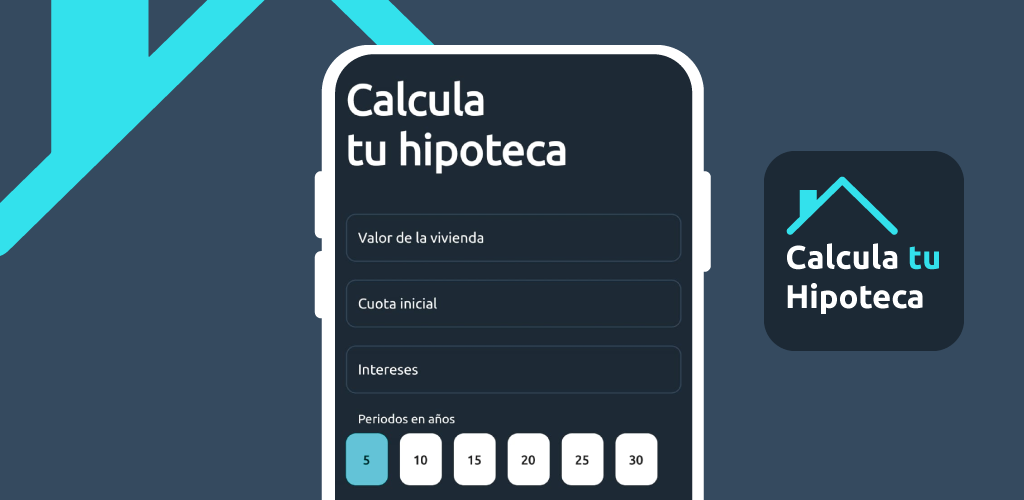 Calcula
tu hipoteca
Valor de la vivienda
Cuota inicial
Intereses
Periodos en años
5 10 15 20 25 30
Calcula tu
Hipoteca